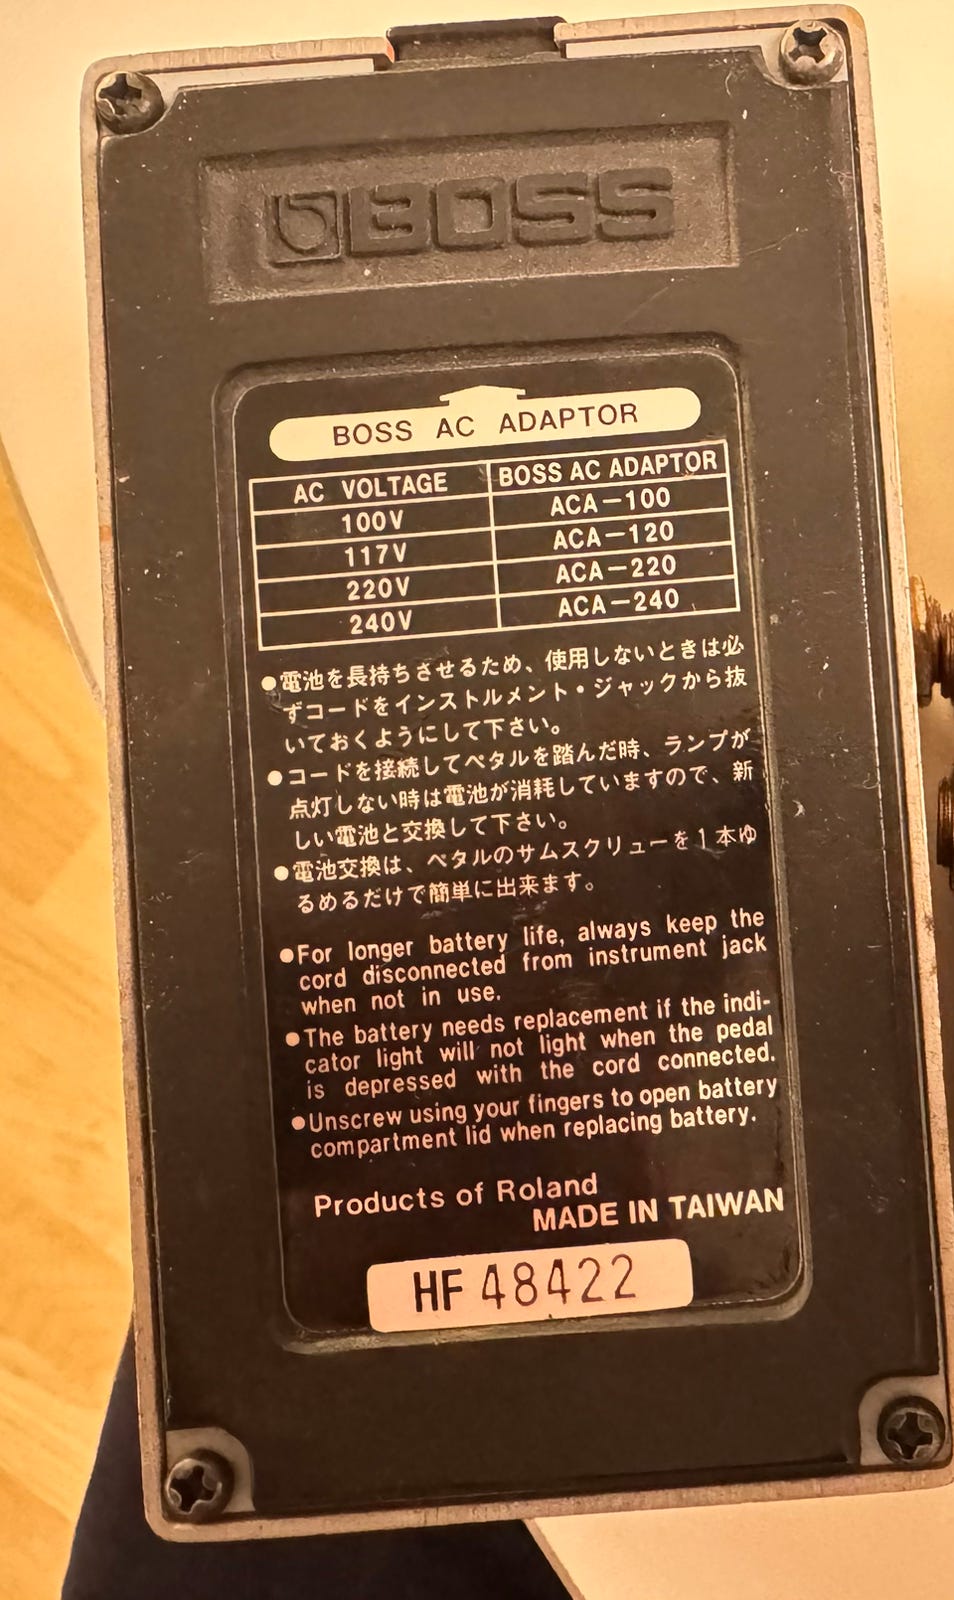 BOSS
BOSS AC ADAPTOR
AC VOLTAGE BOSS AC ADAPTOR
100V ACA-100
117V ACA-120
220V ACA-220
240V ACA-240
●電池を長持ちさせるため、使用しないときは必
ずコードをインストルメント・ジャックから抜
いておくようにして下さい。
●コードを接続してペタルを踏んだ時、ランプが
点灯しない時は電池が消耗していますので、新
しい電池と交換して下さい。
●電池交換は、ペタルのサムスクリューを1本ゆ
るめるだけで簡単に出来ます。
●For longer battery life, always keep the
cord disconnected from instrument jack
when not in use.
●The battery needs replacement if the indi-
cator light will not light when the pedal
is depressed with the cord connected.
●Unscrew using your fingers to open battery
compartment lid when replacing battery.
Products of Roland
MADE IN TAIWAN
HF 48422